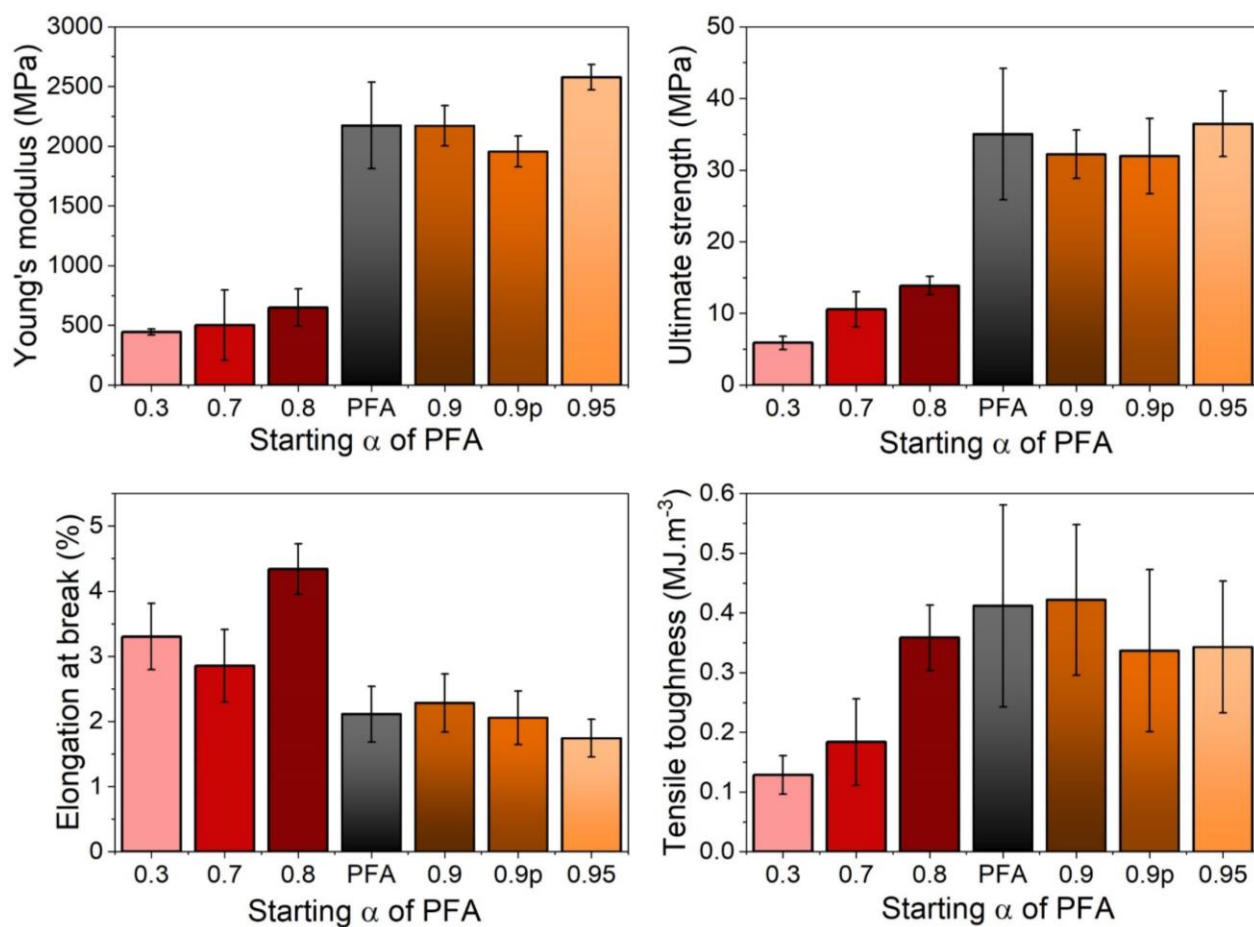 Young's modulus (MPa)
3000
2500
2000
1500
1000
500
0
0.3 0.7 0.8 PFA 0.9 0.9p 0.95
Starting α of PFA
Ultimate strength (MPa)
50
40
30
20
10
0
0.3 0.7 0.8 PFA 0.9 0.9p 0.95
Starting α of PFA
Elongation at break (%)
5
4
3
2
1
0
0.3 0.7 0.8 PFA 0.9 0.9p 0.95
Starting α of PFA
Tensile toughness (MJ.m⁻³)
0.6
0.5
0.4
0.3
0.2
0.1
0.0
0.3 0.7 0.8 PFA 0.9 0.9p 0.95
Starting α of PFA